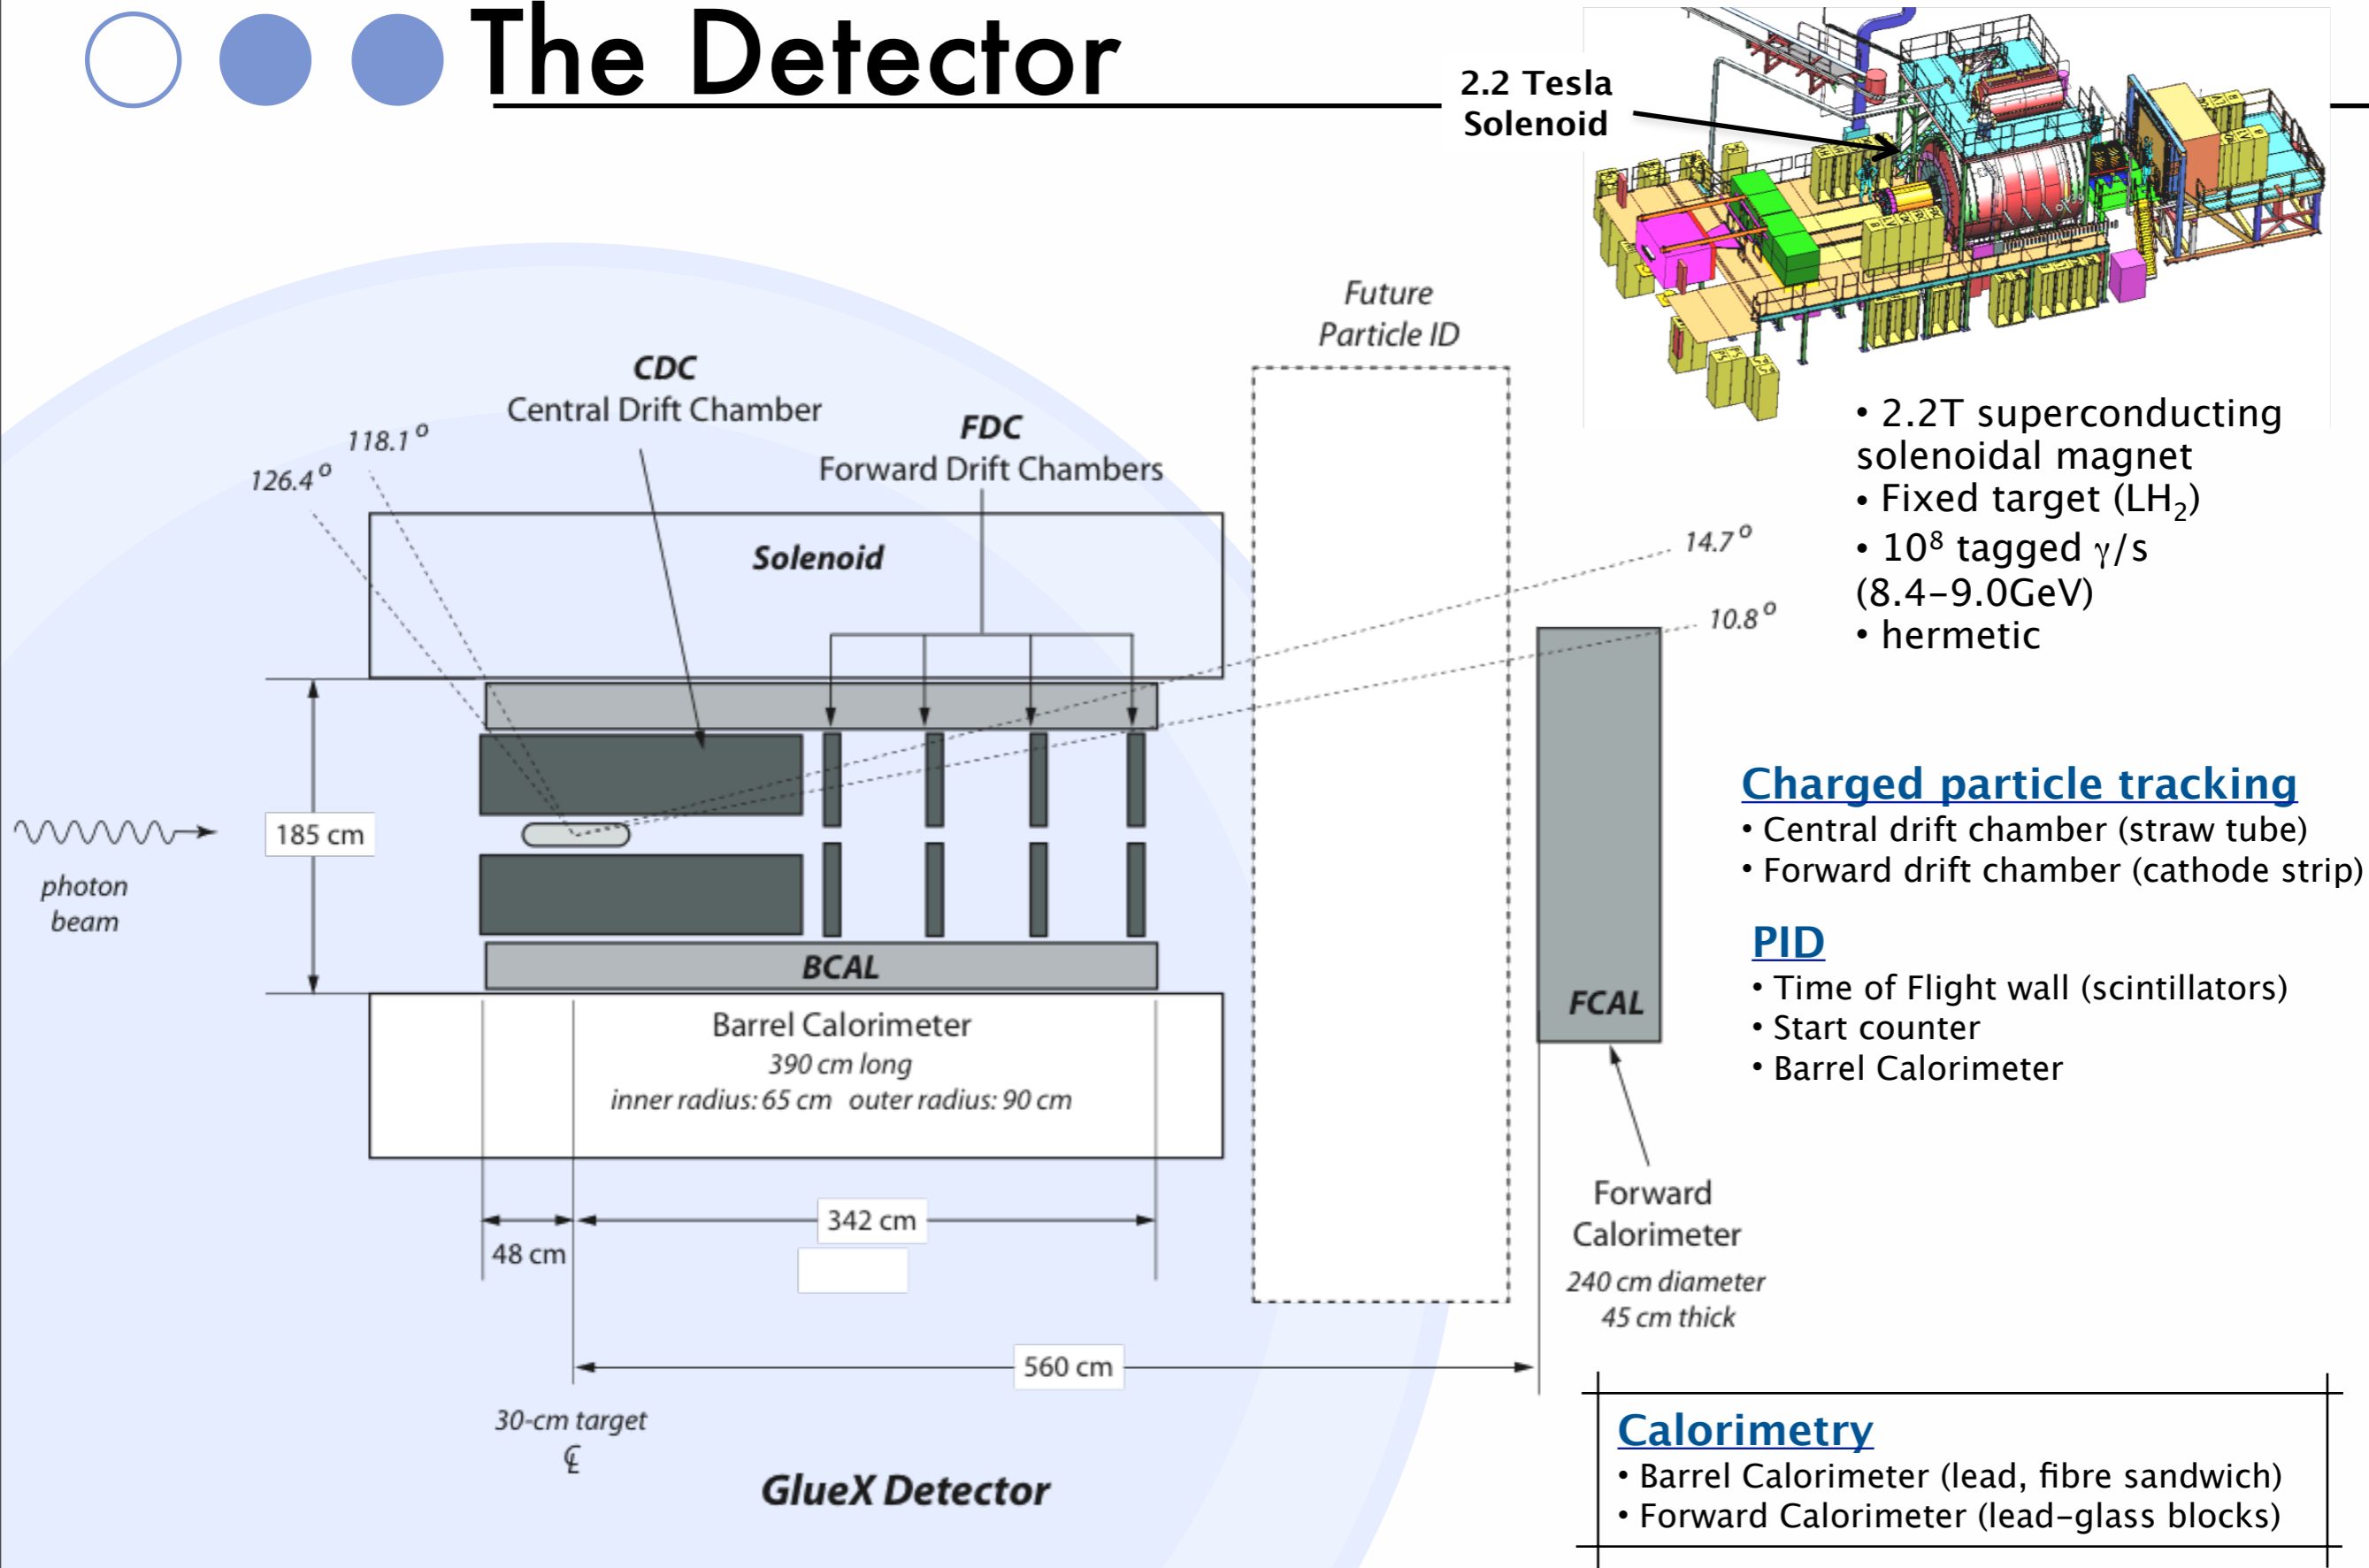 The Detector
2.2 Tesla
Solenoid
• 2.2T superconducting
solenoidal magnet
• Fixed target (LH₂)
• 10⁸ tagged γ/s
(8.4–9.0GeV)
• hermetic
Future
Particle ID
CDC
Central Drift Chamber
FDC
Forward Drift Chambers
118.1°
126.4°
Solenoid
14.7°
10.8°
185 cm
photon
beam
BCAL
Barrel Calorimeter
390 cm long
inner radius: 65 cm outer radius: 90 cm
FCAL
342 cm
48 cm
Forward
Calorimeter
240 cm diameter
45 cm thick
560 cm
30-cm target
℄
GlueX Detector
Charged particle tracking
• Central drift chamber (straw tube)
• Forward drift chamber (cathode strip)
PID
• Time of Flight wall (scintillators)
• Start counter
• Barrel Calorimeter
Calorimetry
• Barrel Calorimeter (lead, fibre sandwich)
• Forward Calorimeter (lead–glass blocks)